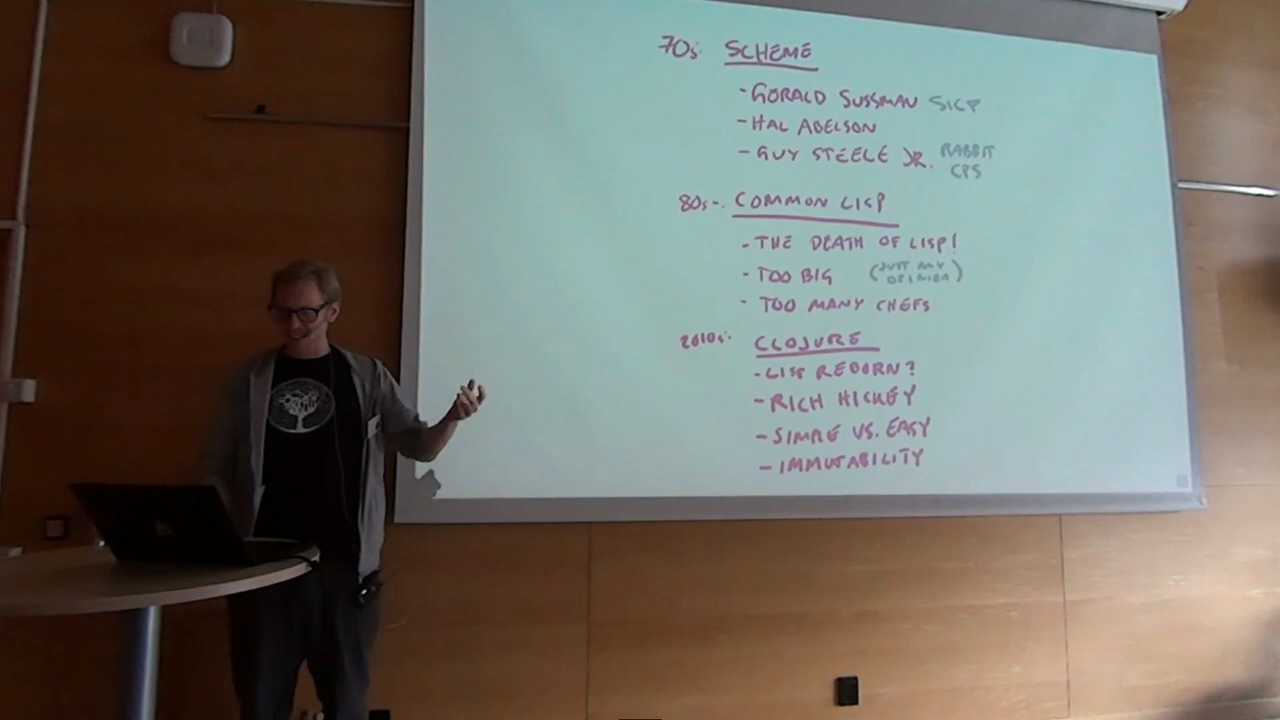 70s: SCHEME
- GERALD SUSSMAN SICP
- HAL ABELSON
- GUY STEELE JR. RABBIT
CPS
80s-. COMMON LISP
- THE DEATH OF LISP!
- TOO BIG (JUST MY
OPINION)
- TOO MANY CHEFS
2010s: CLOJURE
- LISP REBORN?
- RICH HICKEY
- SIMPLE VS. EASY
- IMMUTABILITY